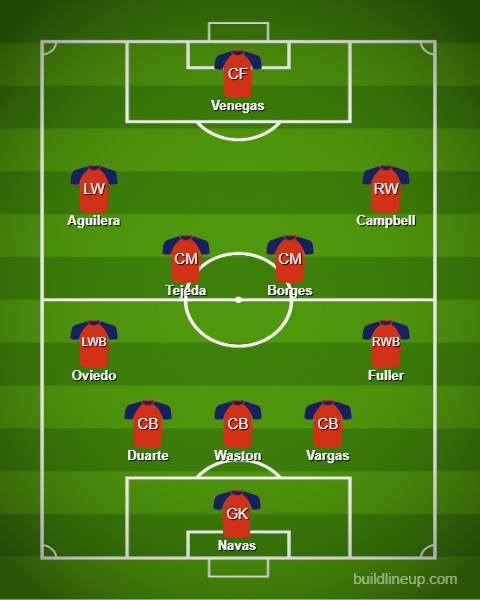 CF
Venegas
LW
Aguilera
RW
Campbell
CM
Tejeda
CM
Borges
LWB
Oviedo
RWB
Fuller
CB
Duarte
CB
Waston
CB
Vargas
GK
Navas
buildlineup.com